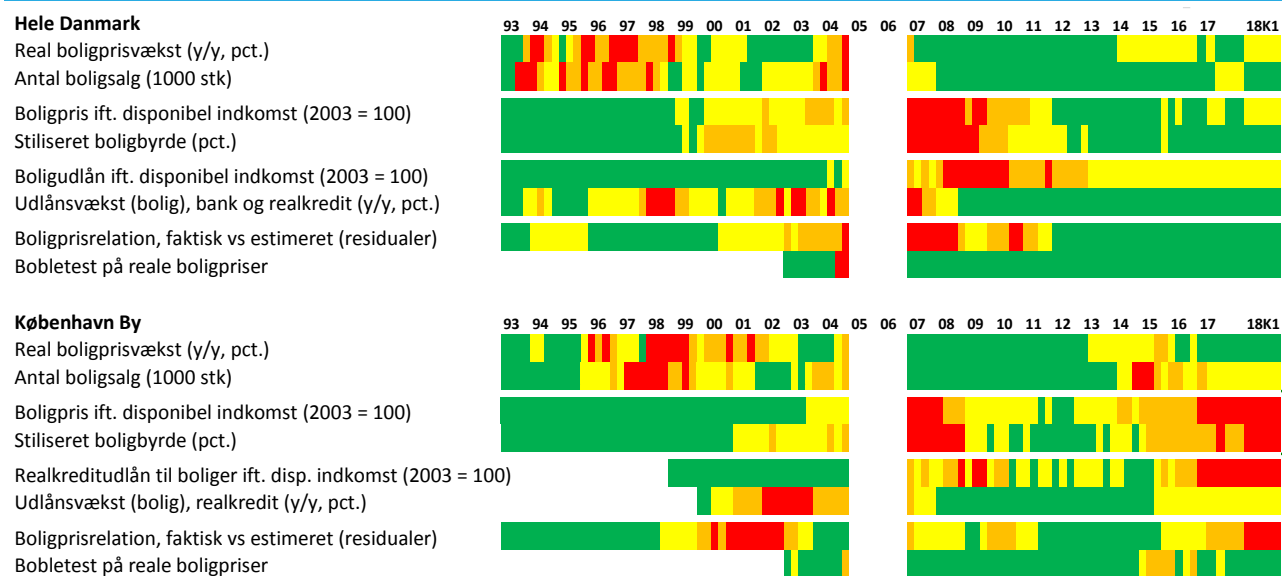 Hele Danmark 93 94 95 96 97 98 99 00 01 02 03 04 05 06 07 08 09 10 11 12 13 14 15 16 17 18K1
Real boligprisvækst (y/y, pct.)
Antal boligsalg (1000 stk)
Boligpris ift. disponibel indkomst (2003 = 100)
Stiliseret boligbyrde (pct.)
Boligudlån ift. disponibel indkomst (2003 = 100)
Udlånsvækst (bolig), bank og realkredit (y/y, pct.)
Boligprisrelation, faktisk vs estimeret (residualer)
Bobletest på reale boligpriser
København By 93 94 95 96 97 98 99 00 01 02 03 04 05 06 07 08 09 10 11 12 13 14 15 16 17 18K1
Real boligprisvækst (y/y, pct.)
Antal boligsalg (1000 stk)
Boligpris ift. disponibel indkomst (2003 = 100)
Stiliseret boligbyrde (pct.)
Realkreditudlån til boliger ift. disp. indkomst (2003 = 100)
Udlånsvækst (bolig), realkredit (y/y, pct.)
Boligprisrelation, faktisk vs estimeret (residualer)
Bobletest på reale boligpriser